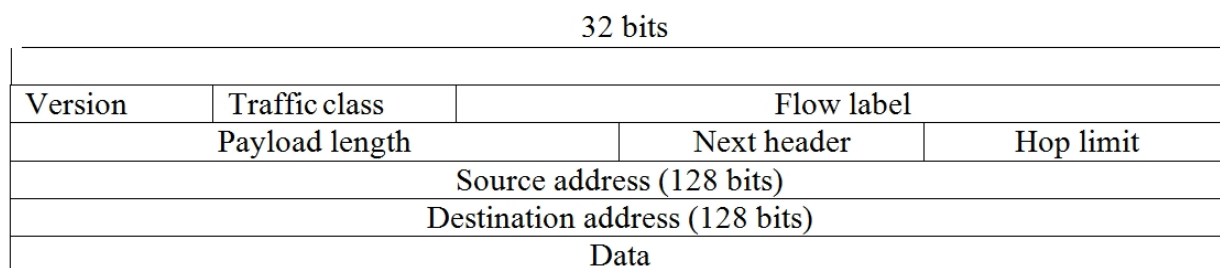 32 bits
Version Traffic class Flow label
Payload length Next header Hop limit
Source address (128 bits)
Destination address (128 bits)
Data